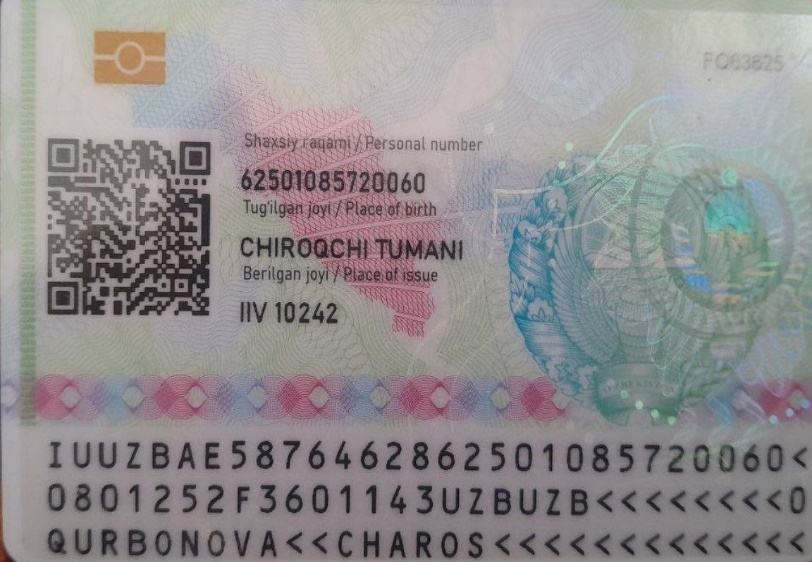 Shaxsiy raqami / Personal number
62501085720060
Tug'ilgan joyi / Place of birth
CHIROQCHI TUMANI
Berilgan joyi / Place of issue
IIV 10242
IUUZBAE5876462862501085720060<
0801252F3601143UZBUZB<<<<<<<<0
QURBONOVA<<CHAROS<<<<<<<<<<<<<